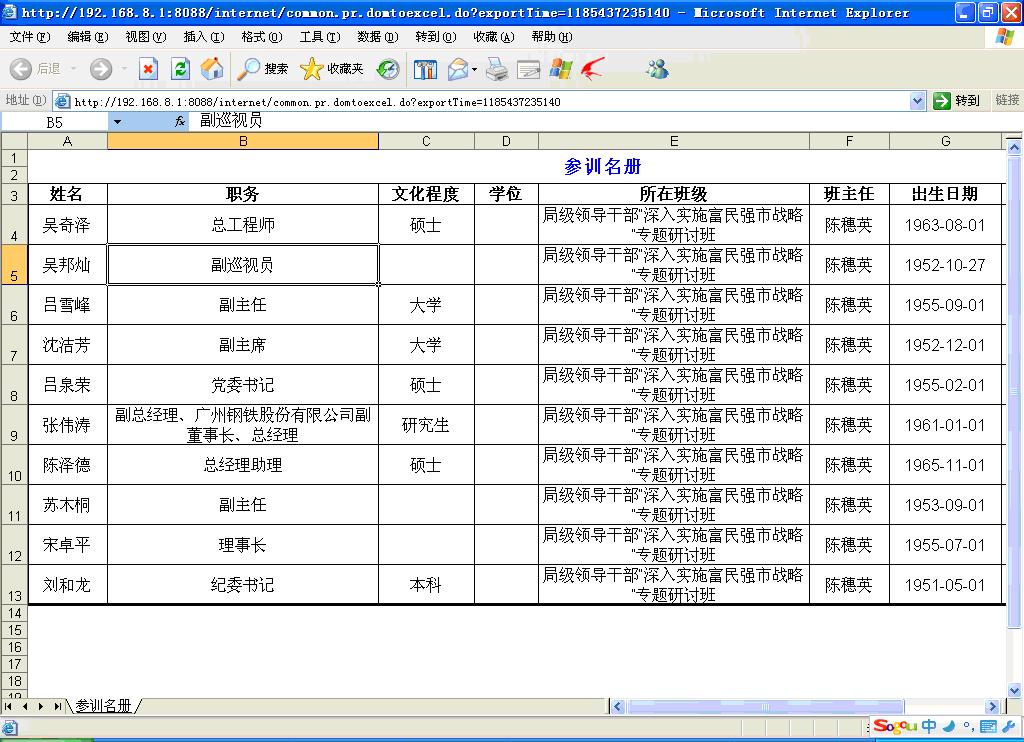 http://192.168.8.1:8088/internet/common.pr.domtoexcel.do?exportTime=1185437235140 - Microsoft Internet Explorer
文件(F) 编辑(E) 视图(V) 插入(I) 格式(O) 工具(T) 数据(D) 转到(G) 收藏(A) 帮助(H)
后退 搜索 收藏夹
地址(D) http://192.168.8.1:8088/internet/common.pr.domtoexcel.do?exportTime=1185437235140 转到 链接
B5 fx 副巡视员
A B C D E F G
1 参训名册
2
3 姓名 职务 文化程度 学位 所在班级 班主任 出生日期
4 吴奇泽 总工程师 硕士 局级领导干部"深入实施富民强市战略"专题研讨班 陈穗英 1963-08-01
5 吴邦灿 副巡视员 局级领导干部"深入实施富民强市战略"专题研讨班 陈穗英 1952-10-27
6 吕雪峰 副主任 大学 局级领导干部"深入实施富民强市战略"专题研讨班 陈穗英 1955-09-01
7 沈洁芳 副主席 大学 局级领导干部"深入实施富民强市战略"专题研讨班 陈穗英 1952-12-01
8 吕泉荣 党委书记 硕士 局级领导干部"深入实施富民强市战略"专题研讨班 陈穗英 1955-02-01
9 张伟涛 副总经理、广州钢铁股份有限公司副董事长、总经理 研究生 局级领导干部"深入实施富民强市战略"专题研讨班 陈穗英 1961-01-01
10 陈泽德 总经理助理 硕士 局级领导干部"深入实施富民强市战略"专题研讨班 陈穗英 1965-11-01
11 苏木桐 副主任 局级领导干部"深入实施富民强市战略"专题研讨班 陈穗英 1953-09-01
12 宋卓平 理事长 局级领导干部"深入实施富民强市战略"专题研讨班 陈穗英 1955-07-01
13 刘和龙 纪委书记 本科 局级领导干部"深入实施富民强市战略"专题研讨班 陈穗英 1951-05-01
14
15
16
17
18
19
参训名册
Sogou 中